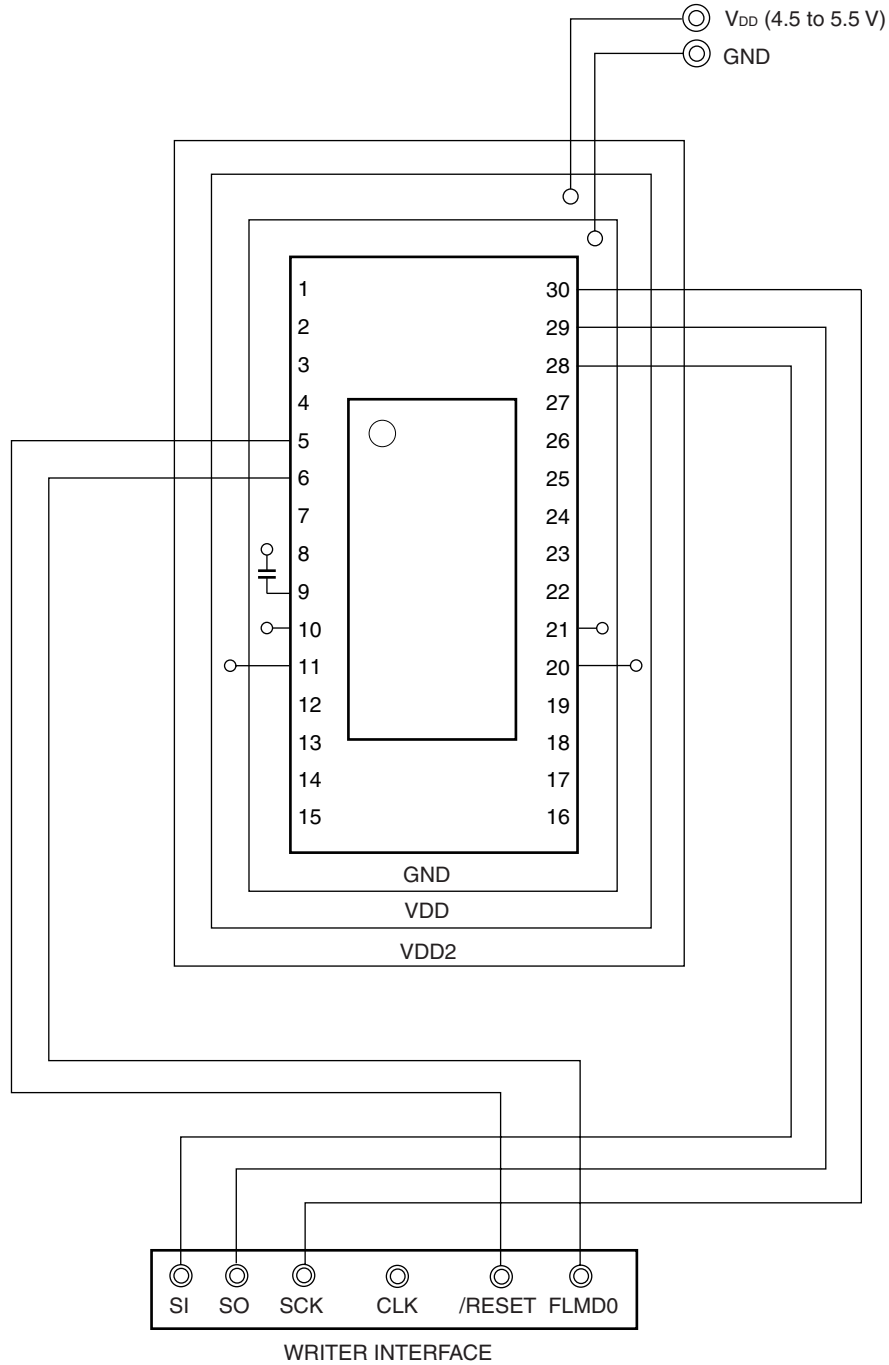 VDD (4.5 to 5.5 V)
GND
1 30
2 29
3 28
4 27
5 26
6 25
7 24
8 23
9 22
10 21
11 20
12 19
13 18
14 17
15 16
GND
VDD
VDD2
SI SO SCK CLK /RESET FLMD0
WRITER INTERFACE